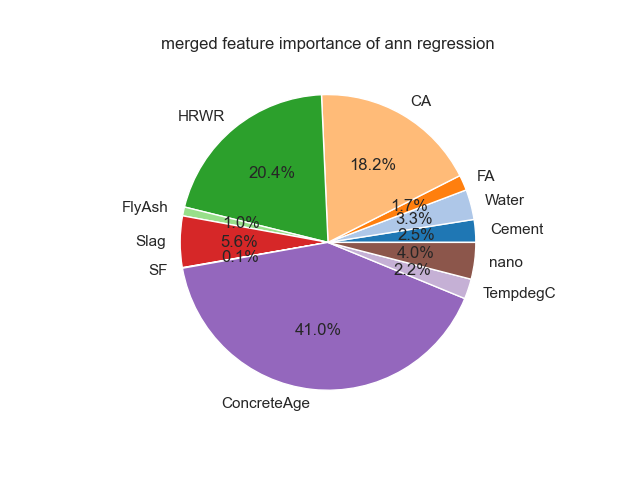 merged feature importance of ann regression
CA
HRWR
18.2%
20.4%
FA
FlyAsh
1.7%
Water
1.0%
3.3%
Cement
Slag
5.6%
2.5%
SF
0.1%
4.0%
nano
2.2%
TempdegC
41.0%
ConcreteAge